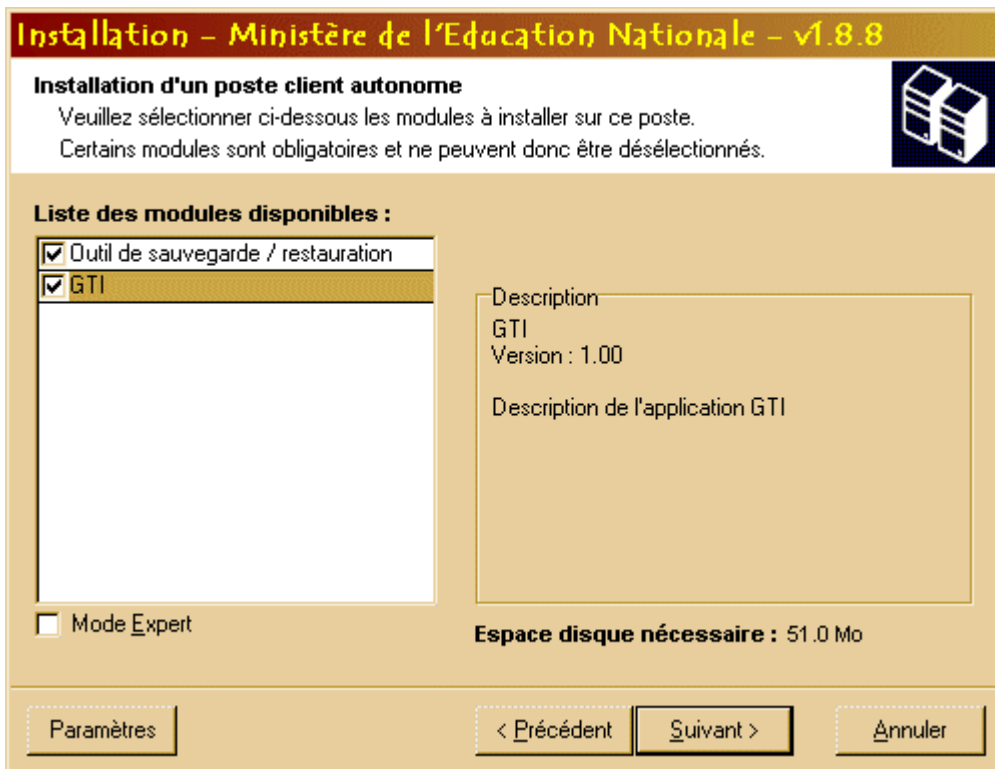 Installation – Ministère de l'Education Nationale – v1.8.8
Installation d'un poste client autonome
Veuillez sélectionner ci-dessous les modules à installer sur ce poste.
Certains modules sont obligatoires et ne peuvent donc être désélectionnés.
Liste des modules disponibles :
Outil de sauvegarde / restauration
GTI
Description
GTI
Version : 1.00
Description de l'application GTI
Mode Expert
Espace disque nécessaire : 51.0 Mo
Paramètres
< Précédent
Suivant >
Annuler